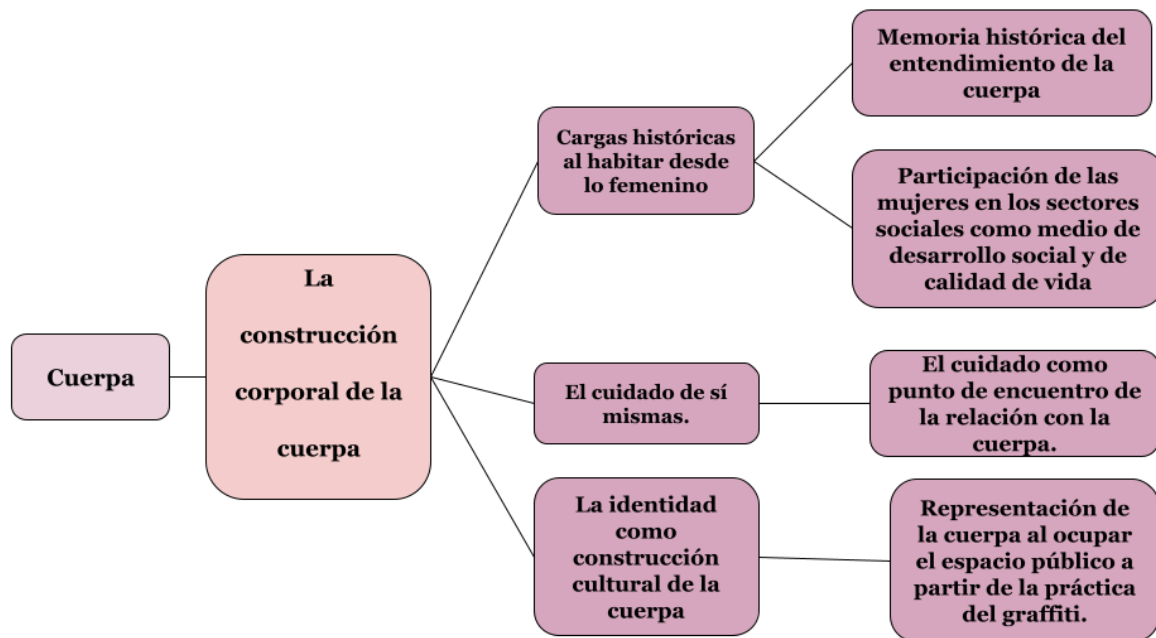 Cuerpa
La
construcción
corporal de la
cuerpa
Cargas históricas
al habitar desde
lo femenino
Memoria histórica del
entendimiento de la
cuerpa
Participación de las
mujeres en los sectores
sociales como medio de
desarrollo social y de
calidad de vida
El cuidado de sí
mismas.
El cuidado como
punto de encuentro de
la relación con la
cuerpa.
La identidad
como
construcción
cultural de la
cuerpa
Representación de
la cuerpa al ocupar
el espacio público a
partir de la práctica
del graffiti.